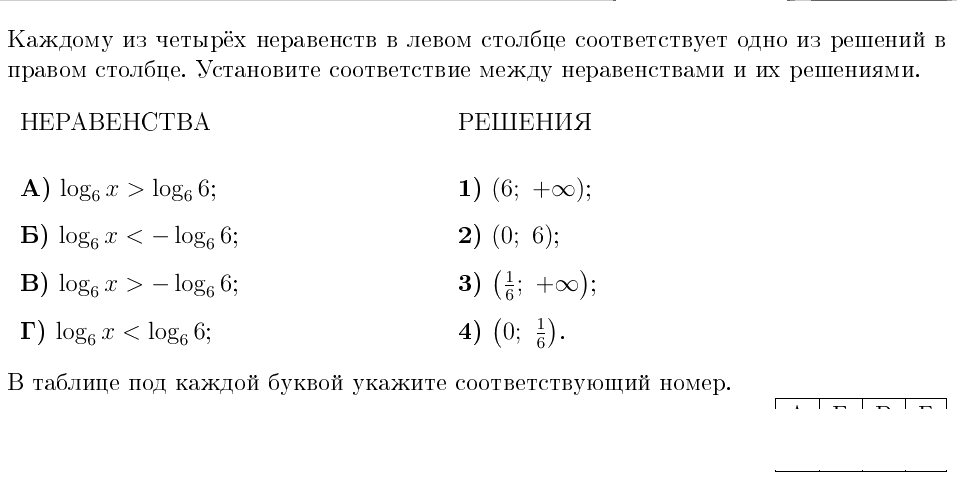 Каждому из четырёх неравенств в левом столбце соответствует одно из решений в
правом столбце. Установите соответствие между неравенствами и их решениями.
НЕРАВЕНСТВА РЕШЕНИЯ
А) log₆ x > log₆ 6; 1) (6; +∞);
Б) log₆ x < − log₆ 6; 2) (0; 6);
В) log₆ x > − log₆ 6; 3) (1/6; +∞);
Г) log₆ x < log₆ 6; 4) (0; 1/6).
В таблице под каждой буквой укажите соответствующий номер.